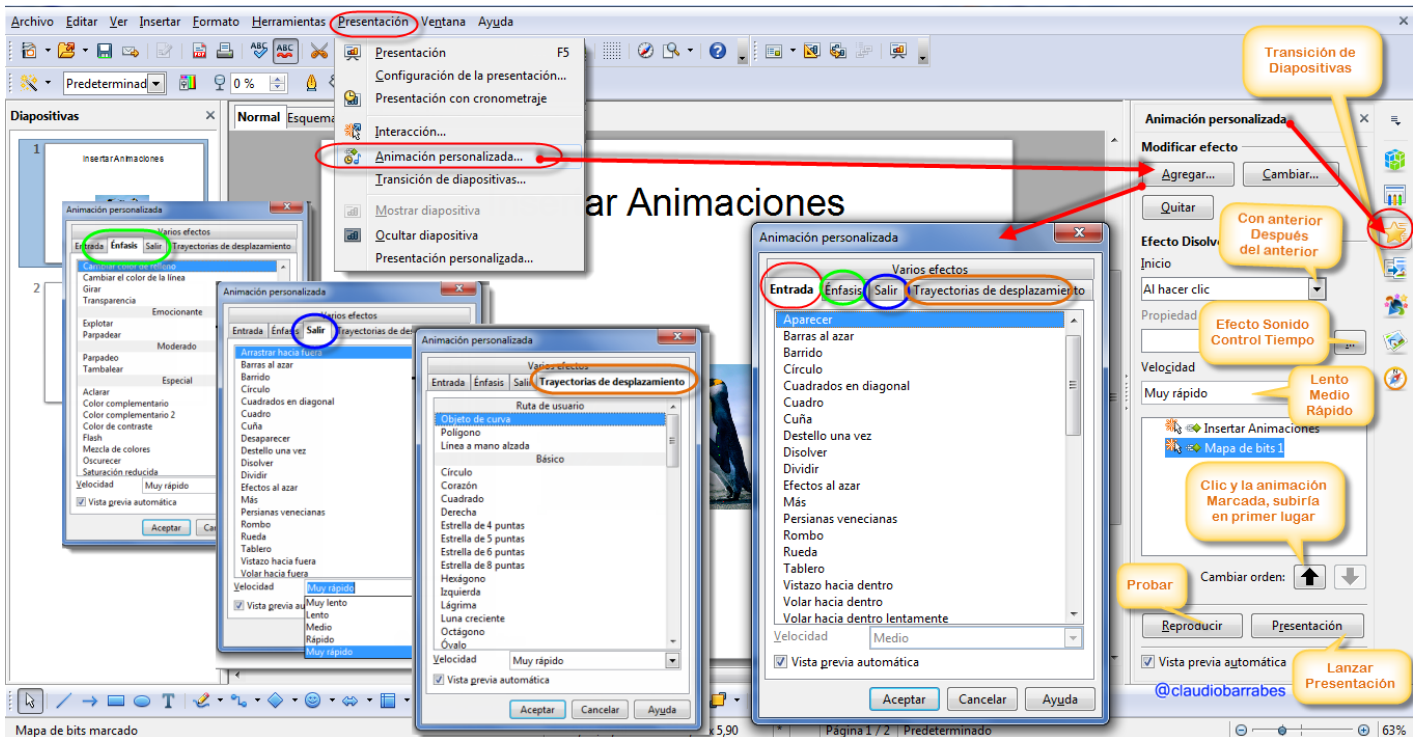 Archivo Editar Ver Insertar Formato Herramientas Presentación Ventana Ayuda
Predeterminad
0 %
Presentación F5
Configuración de la presentación...
Presentación con cronometraje
Interacción...
Animación personalizada...
Transición de diapositivas...
Mostrar diapositiva
Ocultar diapositiva
Presentación personalizada...
Diapositivas
Normal
1
Insertar Animaciones
2
ar Animaciones
Animación personalizada
Varios efectos
Entrada Énfasis Salir Trayectorias de desplazamiento
Cambiar color de relleno
Cambiar el color de la línea
Girar
Transparencia
Emocionante
Explotar
Parpadear
Moderado
Parpadeo
Tambalear
Especial
Aclarar
Color complementario
Color complementario 2
Color de contraste
Flash
Mezcla de colores
Oscurecer
Saturación reducida
Velocidad Muy rápido
Vista previa automática
Aceptar
Animación personalizada
Varios efectos
Entrada Énfasis Salir Trayectorias de des
Arrastrar hacia fuera
Barras al azar
Barrido
Círculo
Cuadrados en diagonal
Cuadro
Cuña
Desaparecer
Destello una vez
Disolver
Dividir
Efectos al azar
Más
Persianas venecianas
Rombo
Rueda
Tablero
Vistazo hacia fuera
Volar hacia fuera
Velocidad Muy rápido
Vista previa au
Muy lento
Lento
Medio
Rápido
Muy rápido
Animación personalizada
Varios efectos
Entrada Énfasis Salir Trayectorias de desplazamiento
Ruta de usuario
Objeto de curva
Polígono
Línea a mano alzada
Básico
Círculo
Corazón
Cuadrado
Derecha
Estrella de 4 puntas
Estrella de 5 puntas
Estrella de 6 puntas
Estrella de 8 puntas
Hexágono
Izquierda
Lágrima
Luna creciente
Octágono
Óvalo
Velocidad Muy rápido
Vista previa automática
Aceptar Cancelar Ayuda
Animación personalizada
Varios efectos
Entrada Énfasis Salir Trayectorias de desplazamiento
Aparecer
Barras al azar
Barrido
Círculo
Cuadrados en diagonal
Cuadro
Cuña
Destello una vez
Disolver
Dividir
Efectos al azar
Más
Persianas venecianas
Rombo
Rueda
Tablero
Vistazo hacia dentro
Volar hacia dentro
Volar hacia dentro lentamente
Velocidad Medio
Vista previa automática
Aceptar Cancelar Ayuda
Transición de
Diapositivas
Animación personalizada
Modificar efecto
Agregar... Cambiar...
Quitar
Con anterior
Después
del anterior
Efecto Disolv
Inicio
Al hacer clic
Propiedad
Efecto Sonido
Control Tiempo
Velocidad
Muy rápido
Lento
Medio
Rápido
Insertar Animaciones
Mapa de bits 1
Clic y la animación
Marcada, subiría
en primer lugar
Cambiar orden:
Probar
Reproducir Presentación
Vista previa automática
Lanzar
Presentación
@claudiobarrabes
Mapa de bits marcado
x 5,90 * Página 1 / 2 Predeterminado 63%